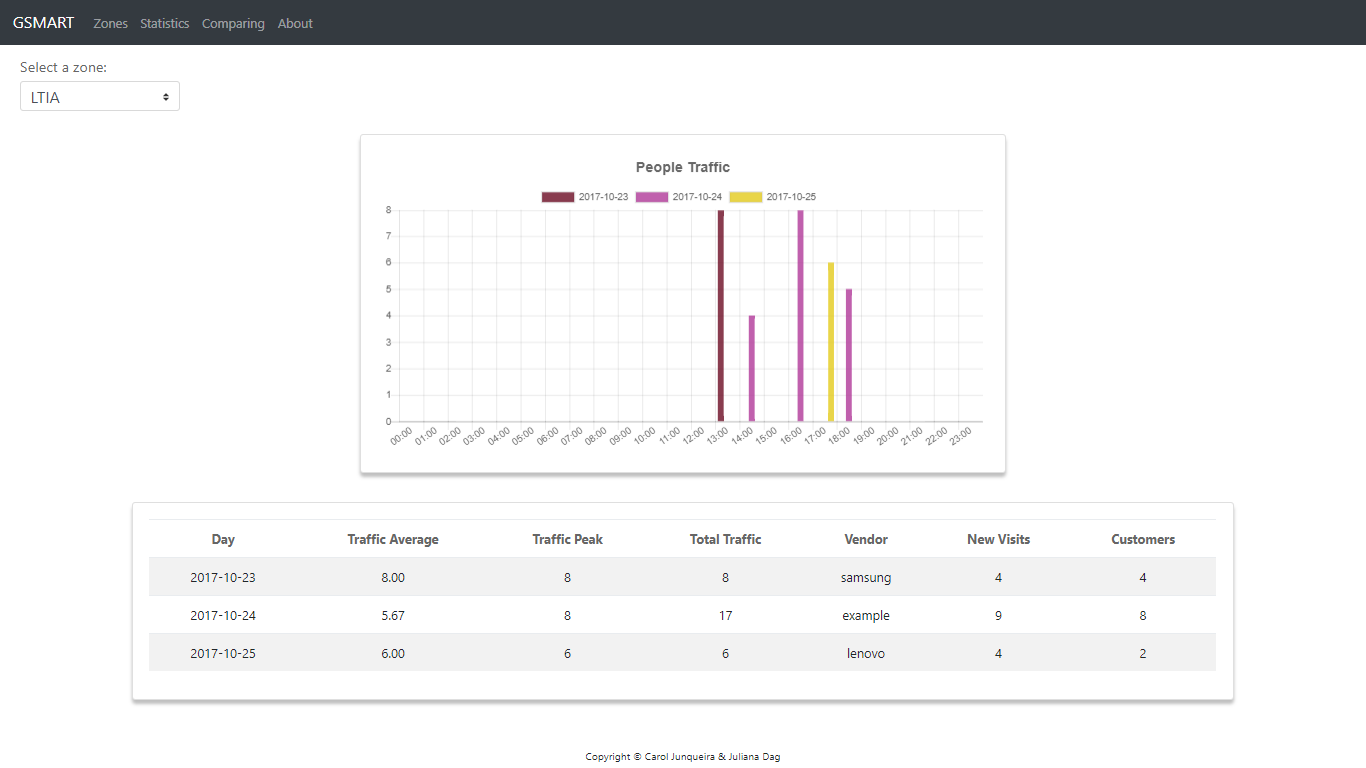 GSMART Zones Statistics Comparing About
Select a zone:
LTIA
People Traffic
2017-10-23 2017-10-24 2017-10-25
8
7
6
5
4
3
2
1
0
00:00 01:00 02:00 03:00 04:00 05:00 06:00 07:00 08:00 09:00 10:00 11:00 12:00 13:00 14:00 15:00 16:00 17:00 18:00 19:00 20:00 21:00 22:00 23:00
Day Traffic Average Traffic Peak Total Traffic Vendor New Visits Customers
2017-10-23 8.00 8 8 samsung 4 4
2017-10-24 5.67 8 17 example 9 8
2017-10-25 6.00 6 6 lenovo 4 2
Copyright © Carol Junqueira & Juliana Dag